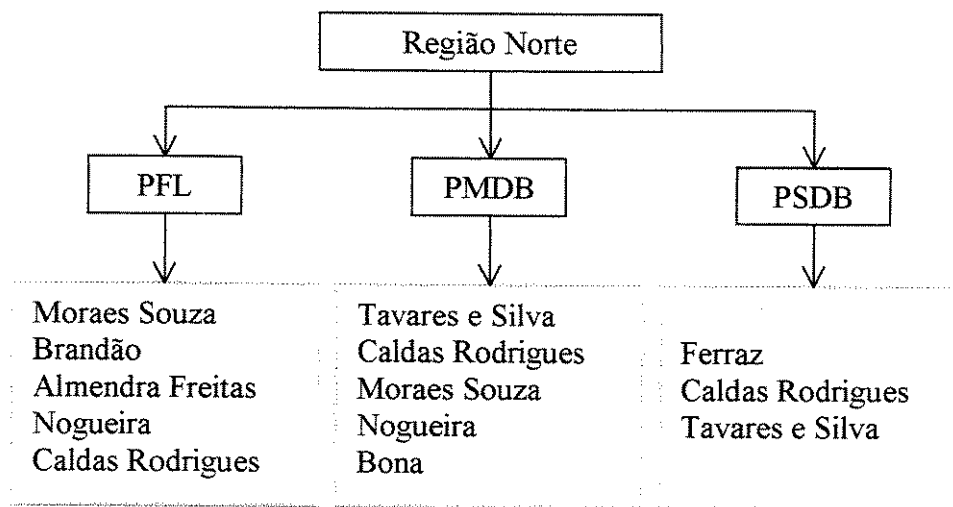 Região Norte
PFL
PMDB
PSDB
Moraes Souza
Brandão
Almendra Freitas
Nogueira
Caldas Rodrigues
Tavares e Silva
Caldas Rodrigues
Moraes Souza
Nogueira
Bona
Ferraz
Caldas Rodrigues
Tavares e Silva